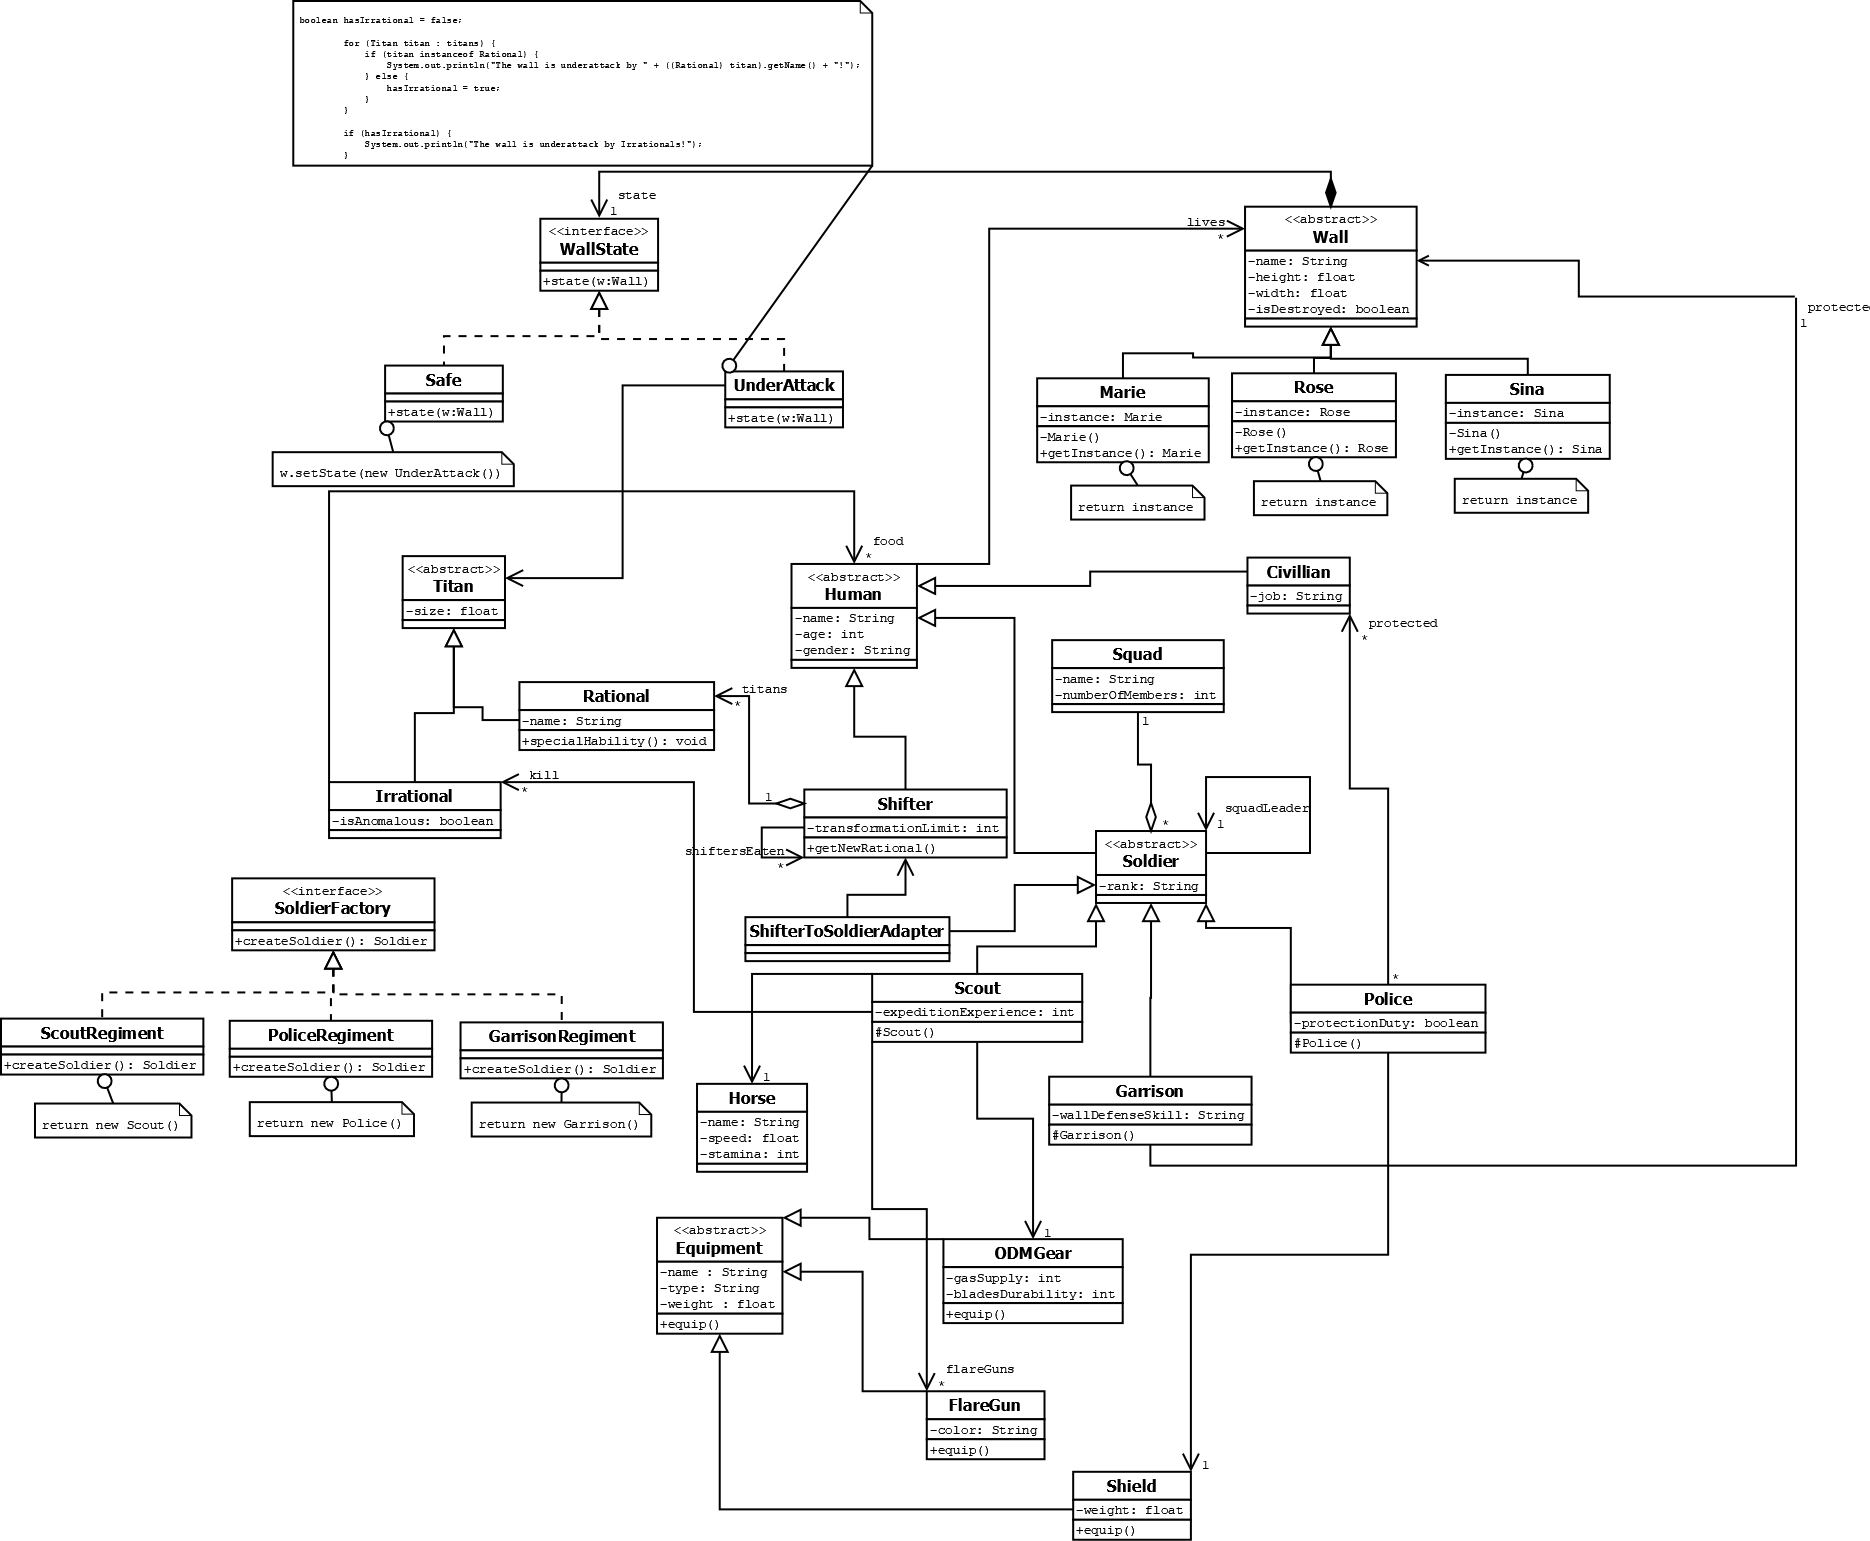 boolean hasIrrational = false;
for (Titan titan : titans) {
if (titan instanceof Rational) {
System.out.println("The wall is underattack by " + ((Rational) titan).getName() + "!");
} else {
hasIrrational = true;
}
}
if (hasIrrational) {
System.out.println("The wall is underattack by Irrationals!");
}
state
1
<<interface>>
WallState
+state(w:Wall)
lives
*
<<abstract>>
Wall
-name: String
-height: float
-width: float
-isDestroyed: boolean
protecte
1
Safe
+state(w:Wall)
w.setState(new UnderAttack())
UnderAttack
+state(w:Wall)
Marie
-instance: Marie
-Marie()
+getInstance(): Marie
return instance
Rose
-instance: Rose
-Rose()
+getInstance(): Rose
return instance
Sina
-instance: Sina
-Sina()
+getInstance(): Sina
return instance
food
*
<<abstract>>
Titan
-size: float
<<abstract>>
Human
-name: String
-age: int
-gender: String
Civillian
-job: String
protected
*
Squad
-name: String
-numberOfMembers: int
1
Rational
-name: String
+specialHability(): void
titans
*
kill
*
Irrational
-isAnomalous: boolean
1
Shifter
-transformationLimit: int
+getNewRational()
shiftersEaten
*
squadLeader
1
*
<<abstract>>
Soldier
-rank: String
<<interface>>
SoldierFactory
+createSoldier(): Soldier
ShifterToSoldierAdapter
ScoutRegiment
+createSoldier(): Soldier
return new Scout()
PoliceRegiment
+createSoldier(): Soldier
return new Police()
GarrisonRegiment
+createSoldier(): Soldier
return new Garrison()
Scout
-expeditionExperience: int
#Scout()
*
Police
-protectionDuty: boolean
#Police()
1
Horse
-name: String
-speed: float
-stamina: int
Garrison
-wallDefenseSkill: String
#Garrison()
<<abstract>>
Equipment
-name : String
-type: String
-weight : float
+equip()
1
ODMGear
-gasSupply: int
-bladesDurability: int
+equip()
flareGuns
*
FlareGun
-color: String
+equip()
1
Shield
-weight: float
+equip()